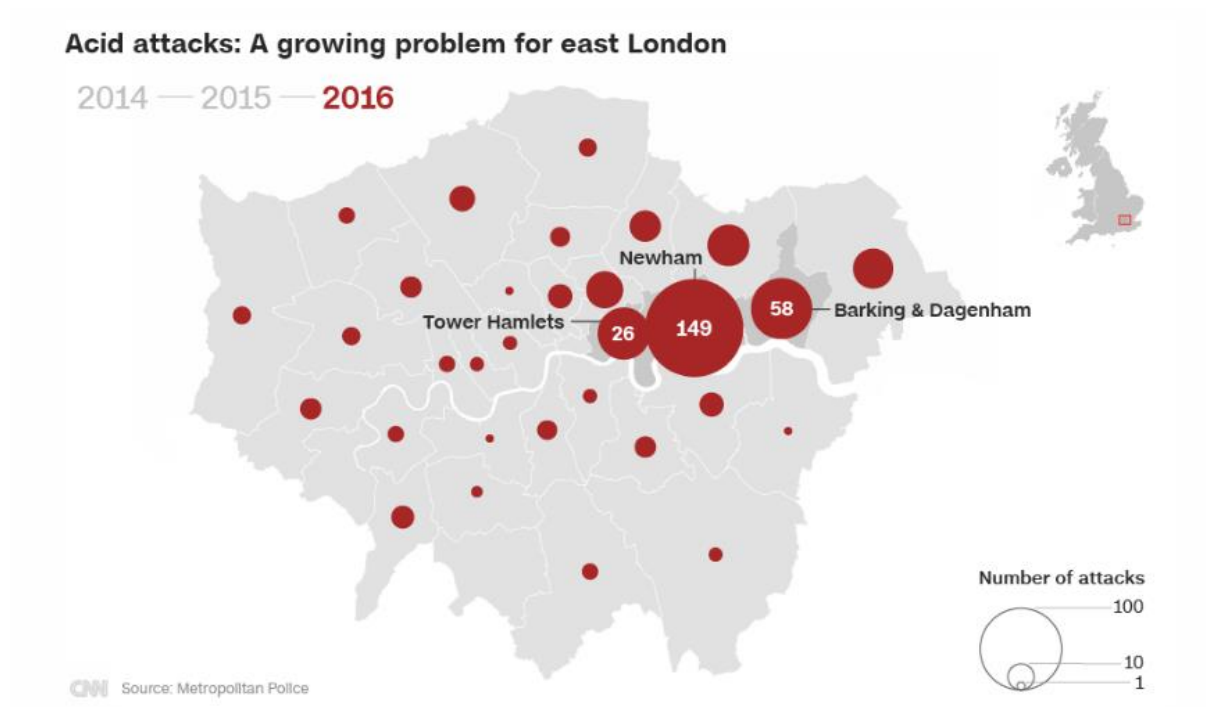 Acid attacks: A growing problem for east London
2014 — 2015 — 2016
Newham
Tower Hamlets
26
149
58
Barking & Dagenham
Number of attacks
100
10
1
CNN Source: Metropolitan Police